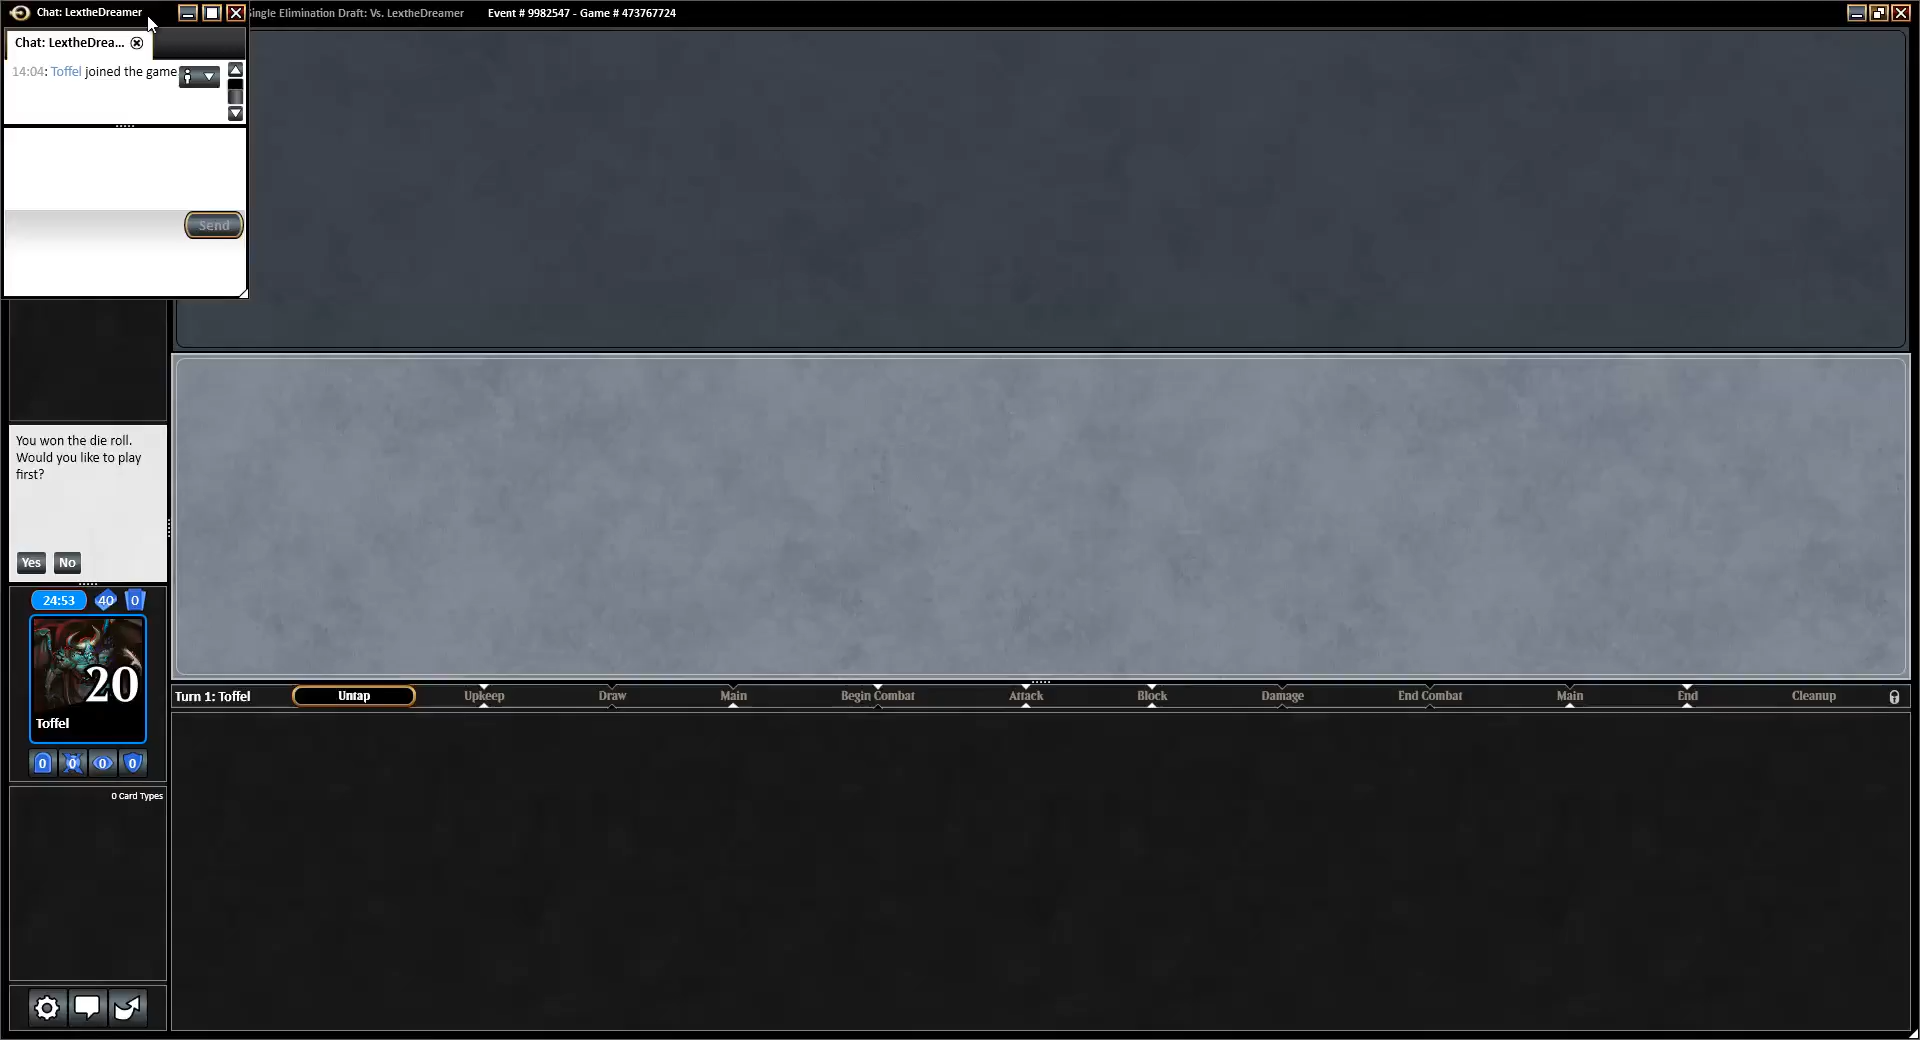 Chat: LextheDreamer
ingle Elimination Draft: Vs. LextheDreamer
Event # 9982547 - Game # 473767724
Chat: LextheDrea...
14:04: Toffel joined the game
Send
You won the die roll.
Would you like to play
first?
Yes No
24:53 40 0
20
Toffel
0 0 0 0
Turn 1: Toffel Untap Upkeep Draw Main Begin Combat Attack Block Damage End Combat Main End Cleanup
0 Card Types